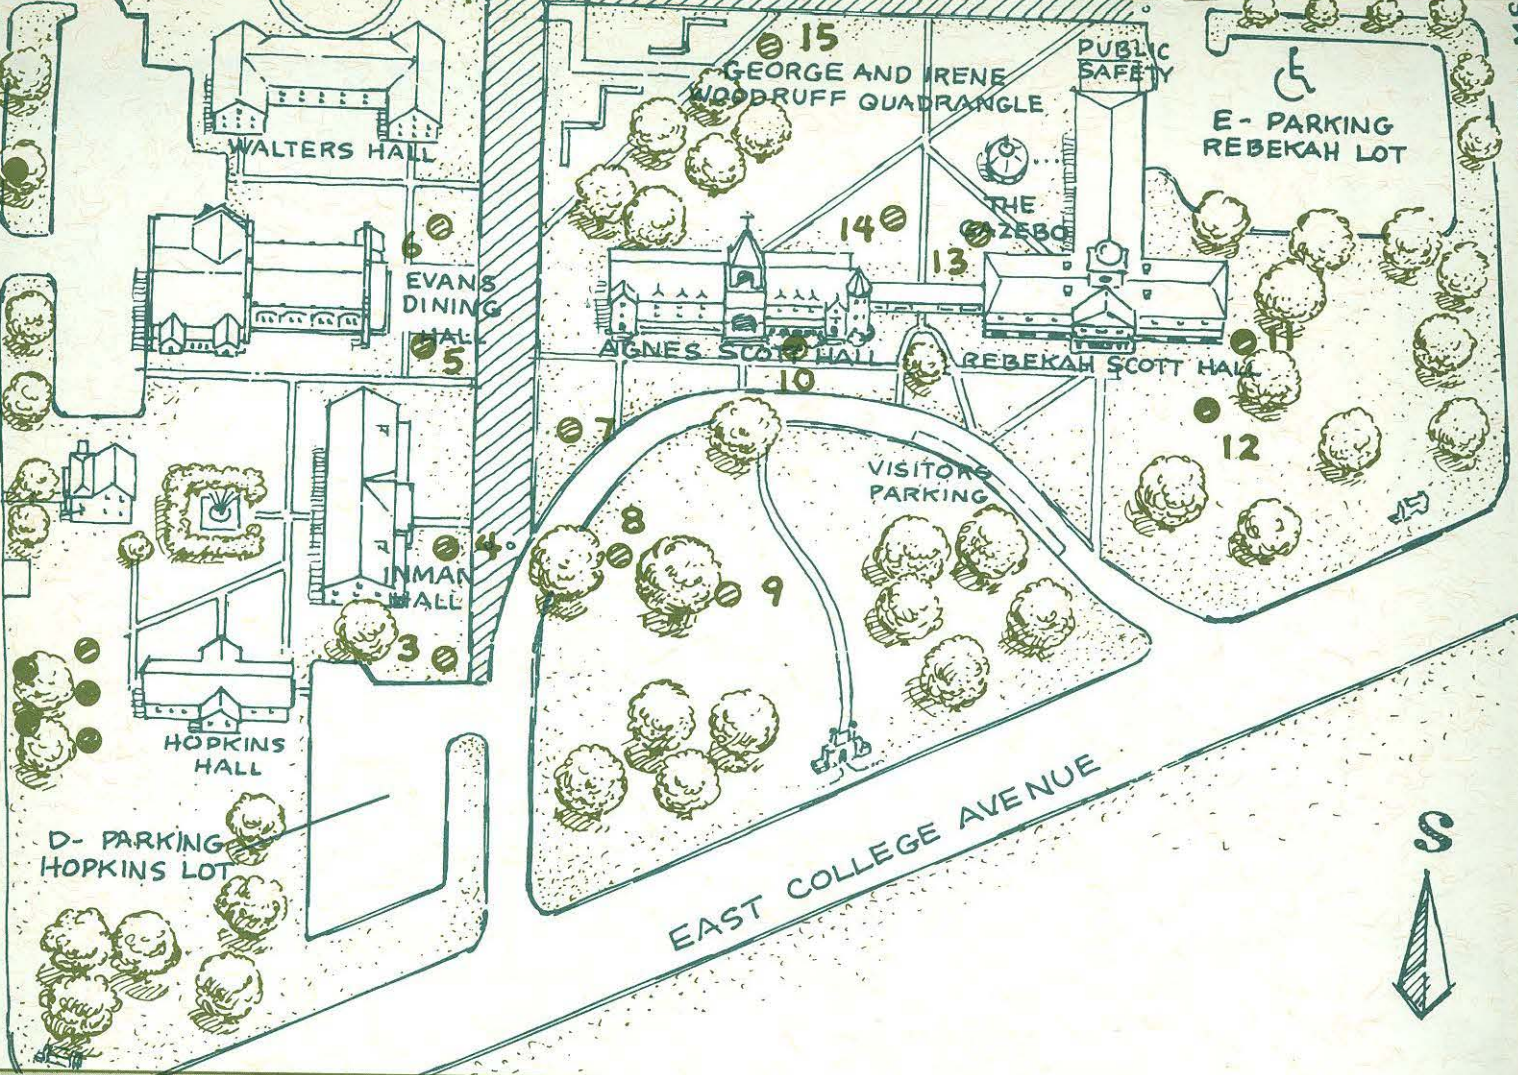 15
GEORGE AND IRENE
WOODRUFF QUADRANGLE
PUBLIC
SAFETY
E- PARKING
REBEKAH LOT
WALTERS HALL
THE
GAZEBO
14
13
6
EVANS
DINING
HALL
5
AGNES SCOTT HALL
10
REBEKAH SCOTT HALL
11
12
7
VISITORS
PARKING
8
4
9
INMAN
HALL
3
HOPKINS
HALL
D- PARKING
HOPKINS LOT
EAST COLLEGE AVENUE
S